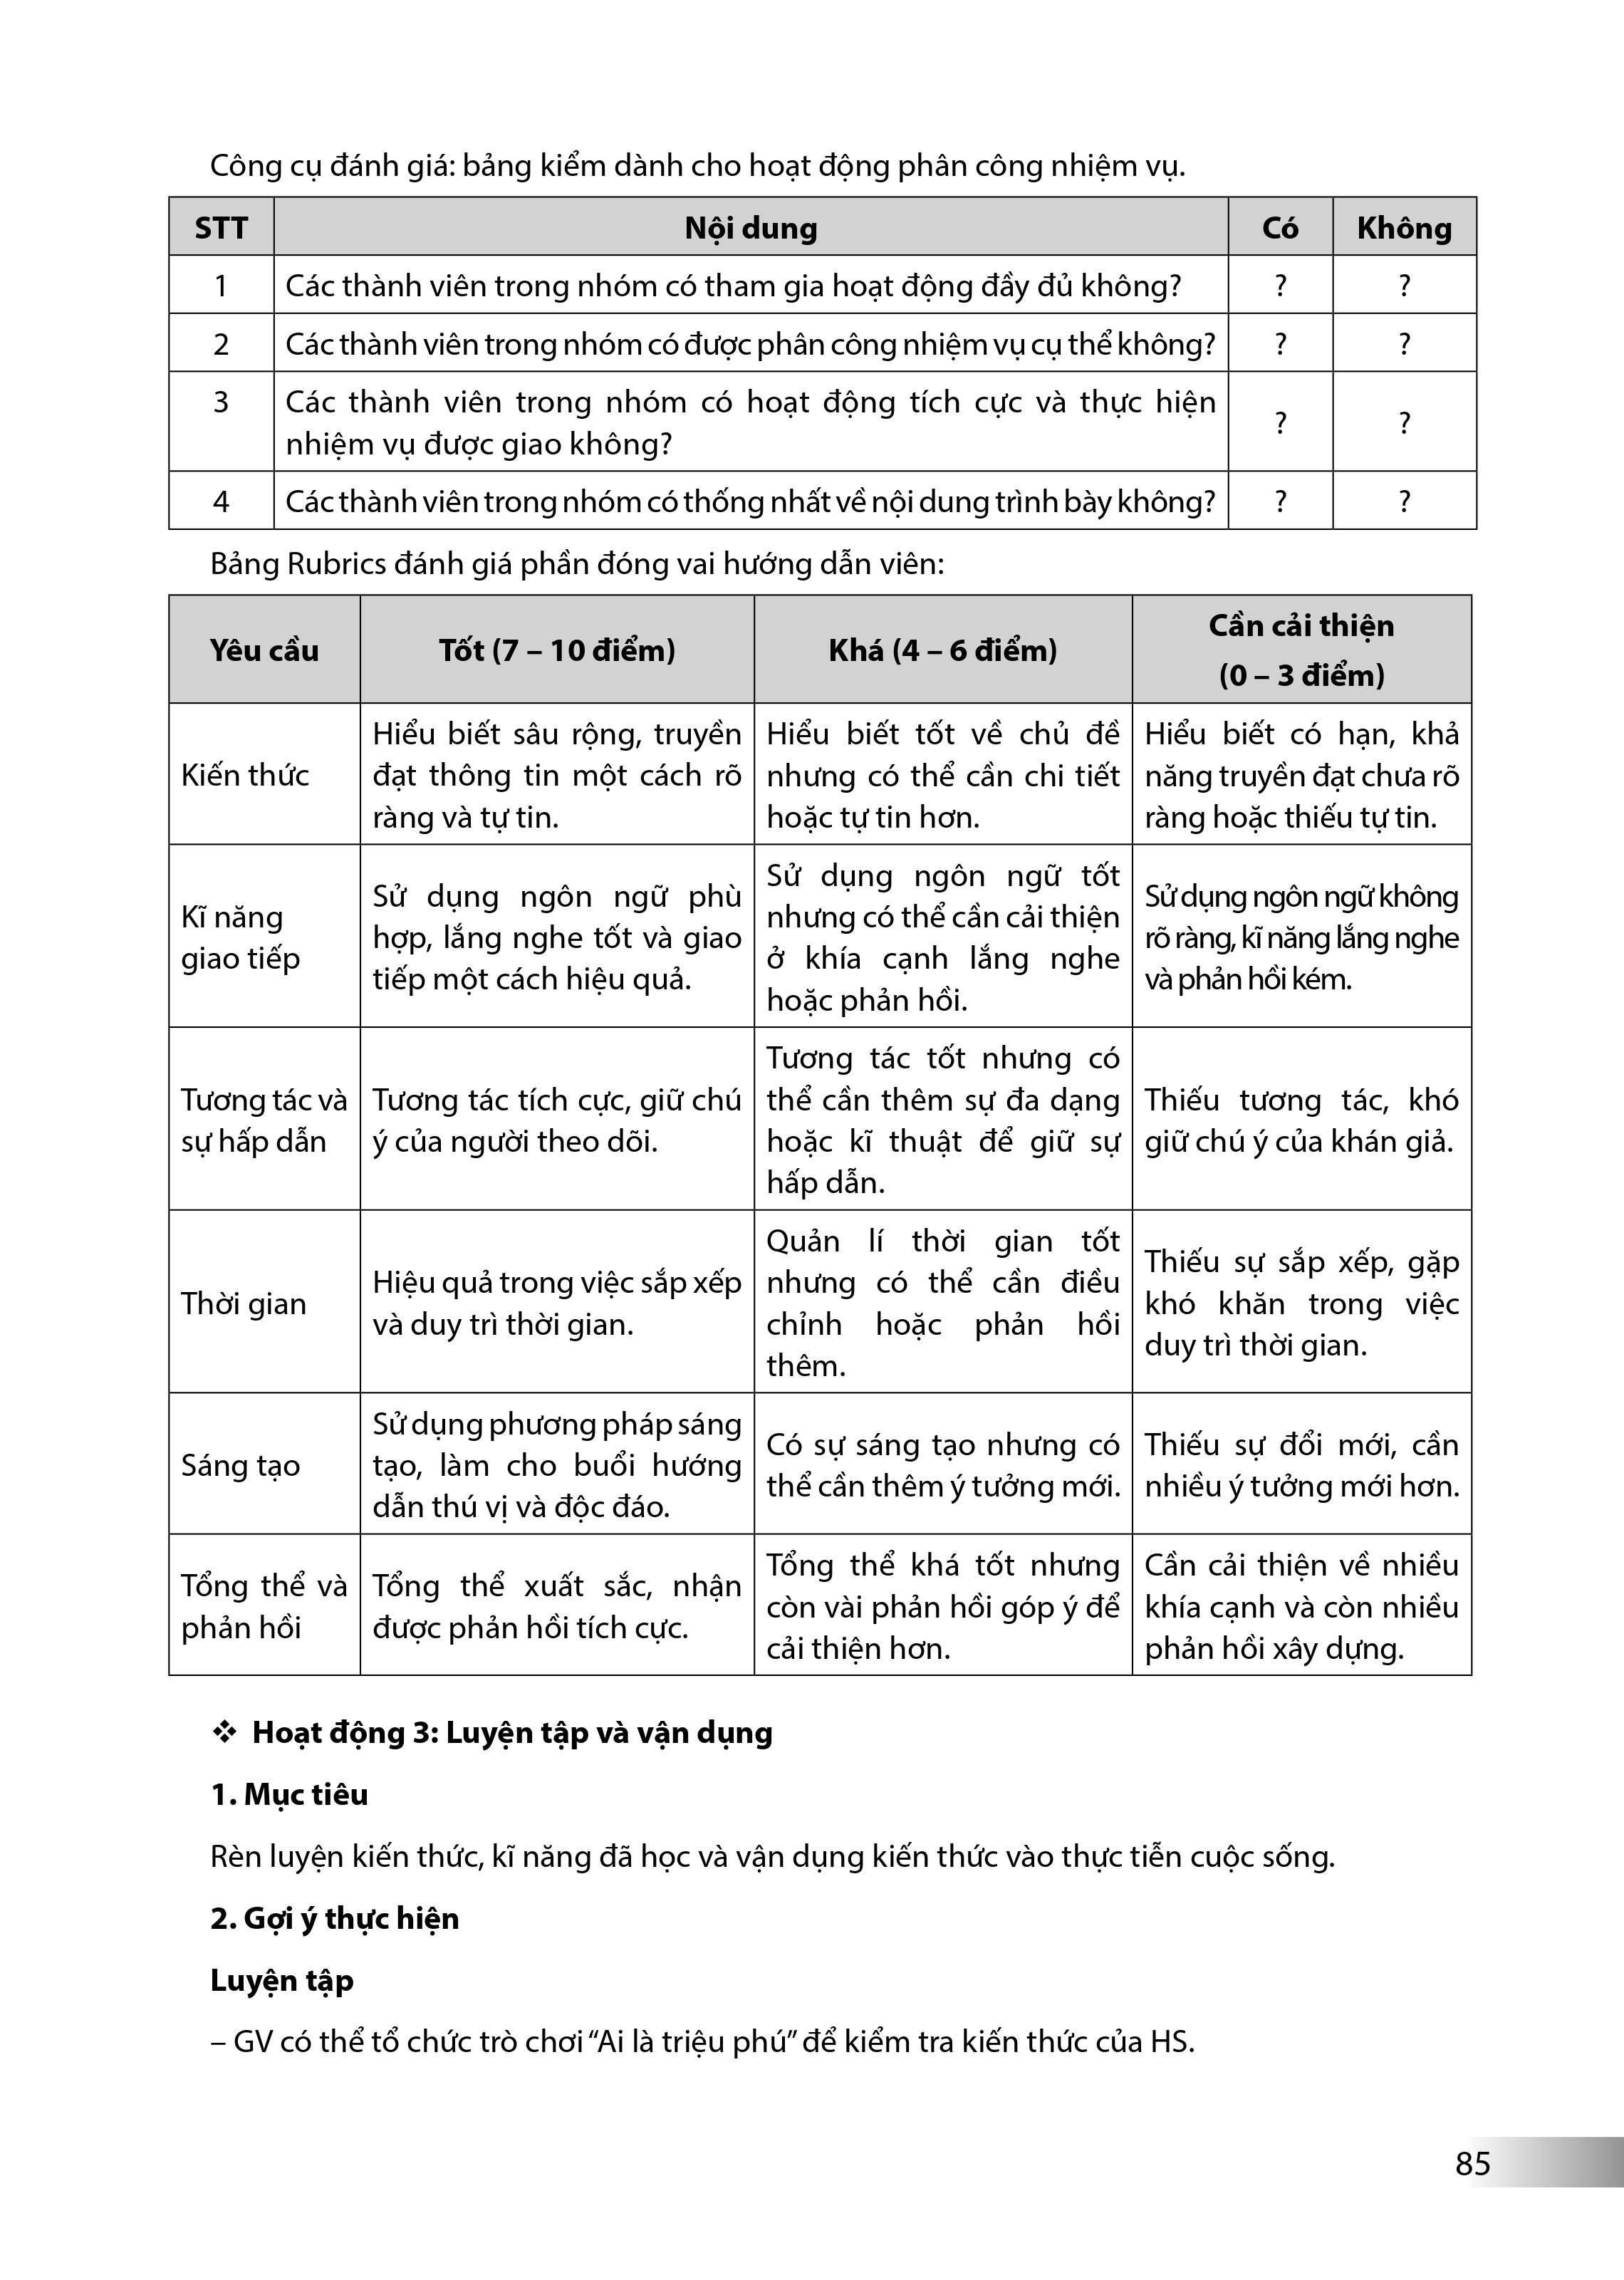 Công cụ đánh giá: bảng kiểm dành cho hoạt động phân công nhiệm vụ.
STT Nội dung Có Không
1 Các thành viên trong nhóm có tham gia hoạt động đầy đủ không? ? ?
2 Các thành viên trong nhóm có được phân công nhiệm vụ cụ thể không? ? ?
3 Các thành viên trong nhóm có hoạt động tích cực và thực hiện
nhiệm vụ được giao không? ? ?
4 Các thành viên trong nhóm có thống nhất về nội dung trình bày không? ? ?
Bảng Rubrics đánh giá phần đóng vai hướng dẫn viên:
Yêu cầu
Tốt (7 – 10 điểm)
Khá (4 – 6 điểm)
Cần cải thiện
(0 – 3 điểm)
Kiến thức
Hiểu biết sâu rộng, truyền
đạt thông tin một cách rõ
ràng và tự tin.
Hiểu biết tốt về chủ đề
nhưng có thể cần chi tiết
hoặc tự tin hơn.
Hiểu biết có hạn, khả
năng truyền đạt chưa rõ
ràng hoặc thiếu tự tin.
Kĩ năng
giao tiếp
Sử dụng ngôn ngữ phù
hợp, lắng nghe tốt và giao
tiếp một cách hiệu quả.
Sử dụng ngôn ngữ tốt
nhưng có thể cần cải thiện
ở khía cạnh lắng nghe
hoặc phản hồi.
Sử dụng ngôn ngữ không
rõ ràng, kĩ năng lắng nghe
và phản hồi kém.
Tương tác và
sự hấp dẫn
Tương tác tích cực, giữ chú
ý của người theo dõi.
Tương tác tốt nhưng có
thể cần thêm sự đa dạng
hoặc kĩ thuật để giữ sự
hấp dẫn.
Thiếu tương tác, khó
giữ chú ý của khán giả.
Thời gian
Hiệu quả trong việc sắp xếp
và duy trì thời gian.
Quản lí thời gian tốt
nhưng có thể cần điều
chỉnh hoặc phản hồi
thêm.
Thiếu sự sắp xếp, gặp
khó khăn trong việc
duy trì thời gian.
Sáng tạo
Sử dụng phương pháp sáng
tạo, làm cho buổi hướng
dẫn thú vị và độc đáo.
Có sự sáng tạo nhưng có
thể cần thêm ý tưởng mới.
Thiếu sự đổi mới, cần
nhiều ý tưởng mới hơn.
Tổng thể và
phản hồi
Tổng thể xuất sắc, nhận
được phản hồi tích cực.
Tổng thể khá tốt nhưng
còn vài phản hồi góp ý để
cải thiện hơn.
Cần cải thiện về nhiều
khía cạnh và còn nhiều
phản hồi xây dựng.
❖ Hoạt động 3: Luyện tập và vận dụng
1. Mục tiêu
Rèn luyện kiến thức, kĩ năng đã học và vận dụng kiến thức vào thực tiễn cuộc sống.
2. Gợi ý thực hiện
Luyện tập
– GV có thể tổ chức trò chơi “Ai là triệu phú” để kiểm tra kiến thức của HS.
85